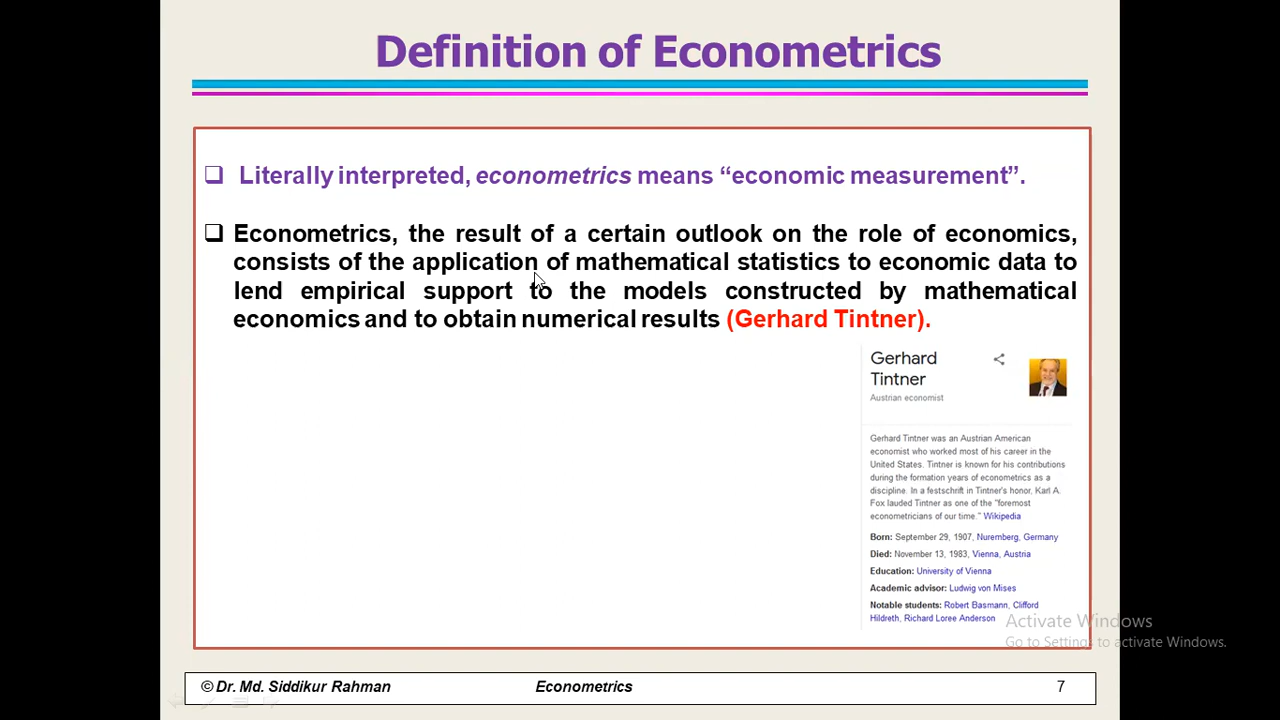 Definition of Econometrics
❑ Literally interpreted, econometrics means “economic measurement”.
❑ Econometrics, the result of a certain outlook on the role of economics,
consists of the application of mathematical statistics to economic data to
lend empirical support to the models constructed by mathematical
economics and to obtain numerical results (Gerhard Tintner).
Gerhard
Tintner
Austrian economist
Gerhard Tintner was an Austrian American
economist who worked most of his career in the
United States. Tintner is known for his contributions
during the formation years of econometrics as a
discipline. In a festschrift in Tintner's honor, Karl A.
Fox lauded Tintner as one of the "foremost
econometricians of our time." Wikipedia
Born: September 29, 1907, Nuremberg, Germany
Died: November 13, 1983, Vienna, Austria
Education: University of Vienna
Academic advisor: Ludwig von Mises
Notable students: Robert Basmann, Clifford
Hildreth, Richard Loree Anderson
Activate Windows
Go to Settings to activate Windows.
© Dr. Md. Siddikur Rahman Econometrics 7